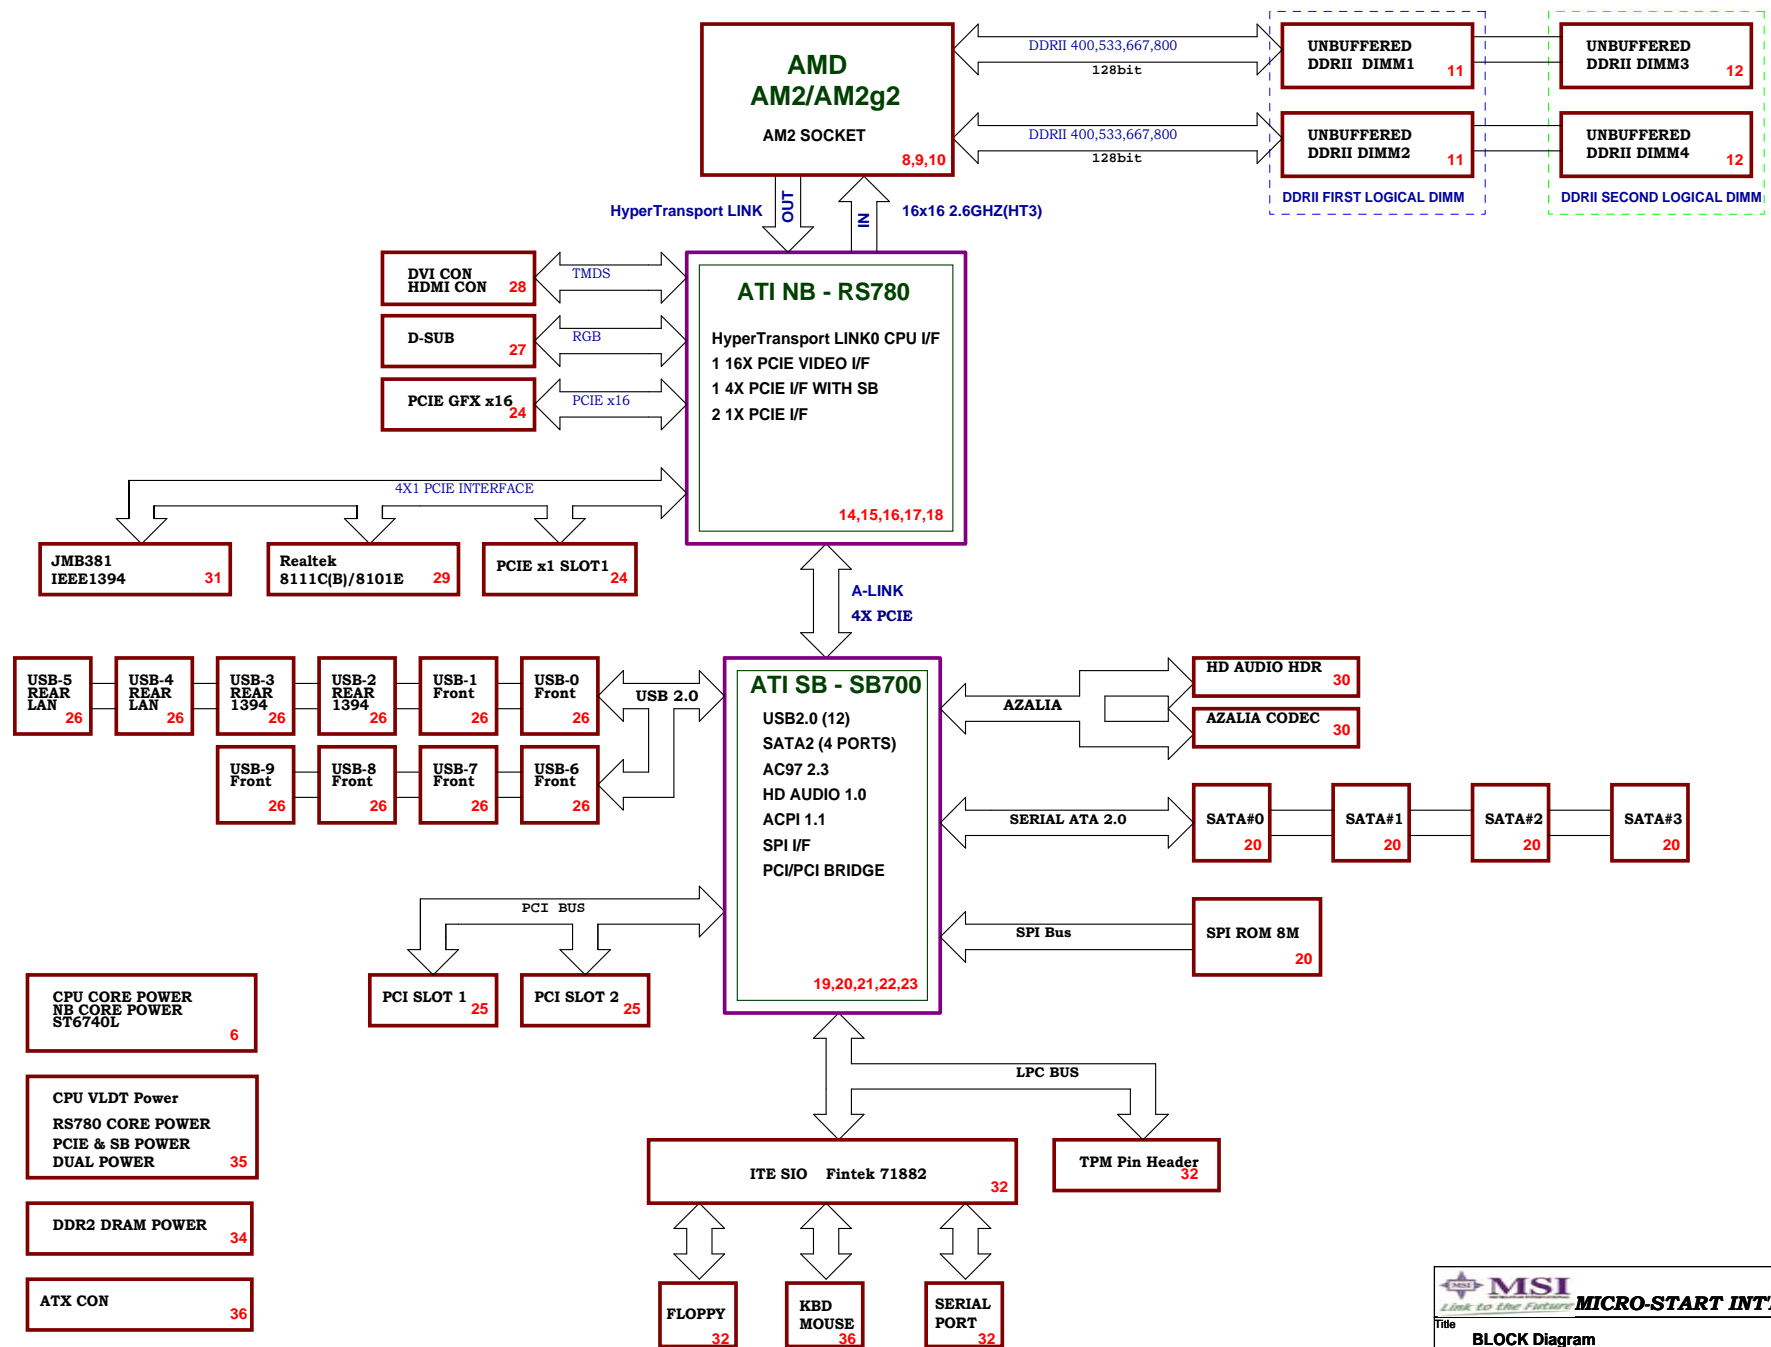 AMD
AM2/AM2g2
AM2 SOCKET
8,9,10
DDRII 400,533,667,800
128bit
DDRII 400,533,667,800
128bit
UNBUFFERED
DDRII DIMM1
11
UNBUFFERED
DDRII DIMM3
12
UNBUFFERED
DDRII DIMM2
11
UNBUFFERED
DDRII DIMM4
12
DDRII FIRST LOGICAL DIMM
DDRII SECOND LOGICAL DIMM
HyperTransport LINK
OUT
IN
16x16 2.6GHZ(HT3)
DVI CON
HDMI CON
28
TMDS
D-SUB
27
RGB
PCIE GFX x16
24
PCIE x16
ATI NB - RS780
HyperTransport LINK0 CPU I/F
1 16X PCIE VIDEO I/F
1 4X PCIE I/F WITH SB
2 1X PCIE I/F
14,15,16,17,18
4X1 PCIE INTERFACE
JMB381
IEEE1394
31
Realtek
8111C(B)/8101E
29
PCIE x1 SLOT1
24
A-LINK
4X PCIE
USB-5
REAR
LAN
26
USB-4
REAR
LAN
26
USB-3
REAR
1394
26
USB-2
REAR
1394
26
USB-1
Front
26
USB-0
Front
26
USB 2.0
USB-9
Front
26
USB-8
Front
26
USB-7
Front
26
USB-6
Front
26
ATI SB - SB700
USB2.0 (12)
SATA2 (4 PORTS)
AC97 2.3
HD AUDIO 1.0
ACPI 1.1
SPI I/F
PCI/PCI BRIDGE
19,20,21,22,23
AZALIA
HD AUDIO HDR
30
AZALIA CODEC
30
SERIAL ATA 2.0
SATA#0
20
SATA#1
20
SATA#2
20
SATA#3
20
SPI Bus
SPI ROM 8M
20
PCI BUS
PCI SLOT 1
25
PCI SLOT 2
25
CPU CORE POWER
NB CORE POWER
ST6740L
6
CPU VLDT Power
RS780 CORE POWER
PCIE & SB POWER
DUAL POWER
35
DDR2 DRAM POWER
34
ATX CON
36
LPC BUS
ITE SIO Fintek 71882
32
TPM Pin Header
32
FLOPPY
32
KBD
MOUSE
36
SERIAL
PORT
32
MSI
MSI
Link to the Future
MICRO-START INT'
Title
BLOCK Diagram